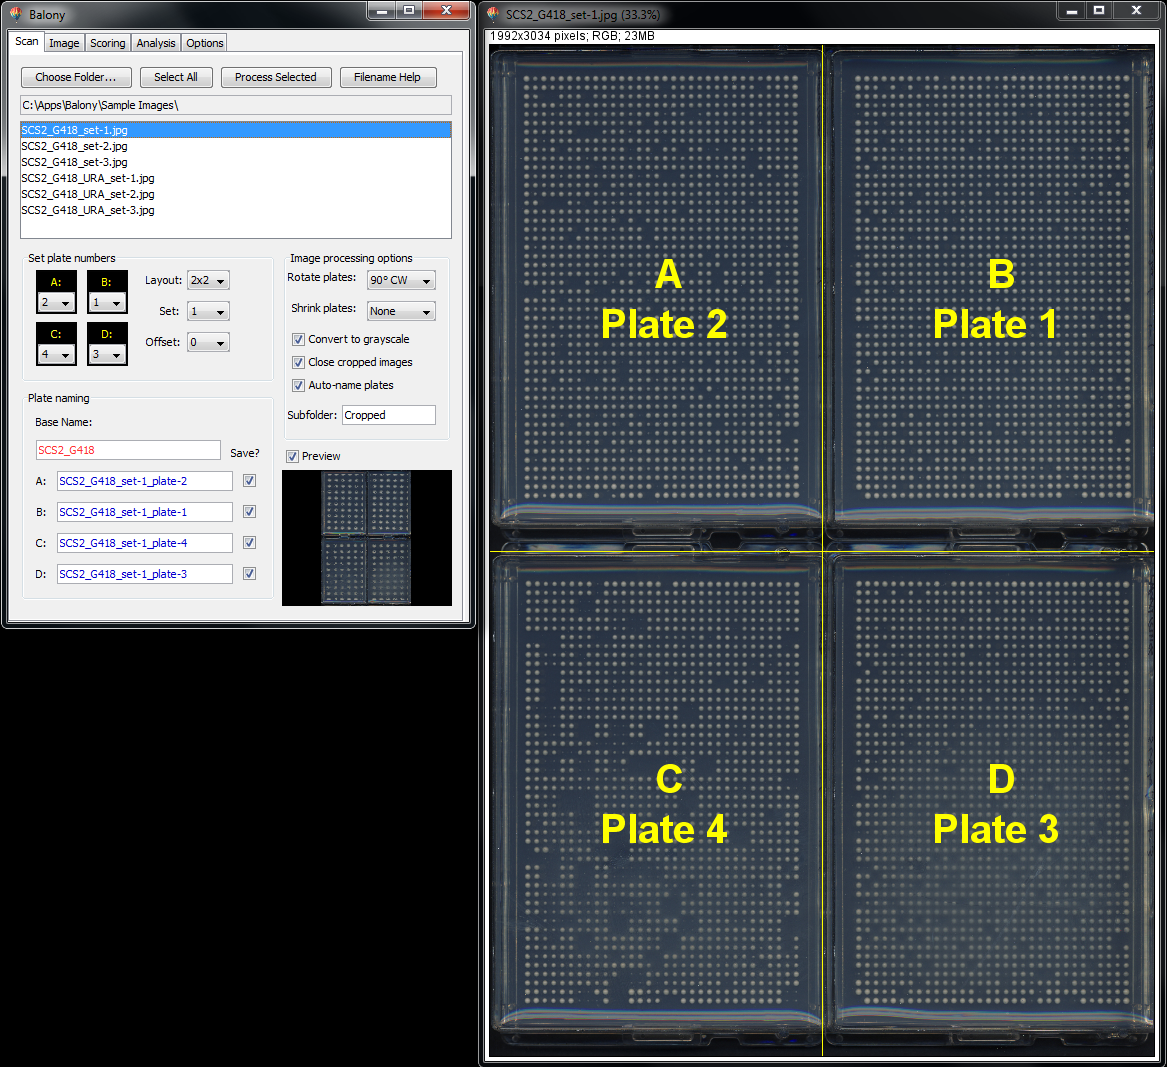 Balony
Scan Image Scoring Analysis Options
Choose Folder... Select All Process Selected Filename Help
C:\Apps\Balony\Sample Images\
SCS2_G418_set-1.jpg
SCS2_G418_set-2.jpg
SCS2_G418_set-3.jpg
SCS2_G418_URA_set-1.jpg
SCS2_G418_URA_set-2.jpg
SCS2_G418_URA_set-3.jpg
Set plate numbers
A: B:
2 1
C: D:
4 3
Layout: 2x2
Set: 1
Offset: 0
Image processing options
Rotate plates: 90° CW
Shrink plates: None
Convert to grayscale
Close cropped images
Auto-name plates
Subfolder: Cropped
Plate naming
Base Name:
SCS2_G418
Save?
A: SCS2_G418_set-1_plate-2
B: SCS2_G418_set-1_plate-1
C: SCS2_G418_set-1_plate-4
D: SCS2_G418_set-1_plate-3
Preview
SCS2_G418_set-1.jpg (33.3%)
1992x3034 pixels; RGB; 23MB
A
Plate 2
B
Plate 1
C
Plate 4
D
Plate 3